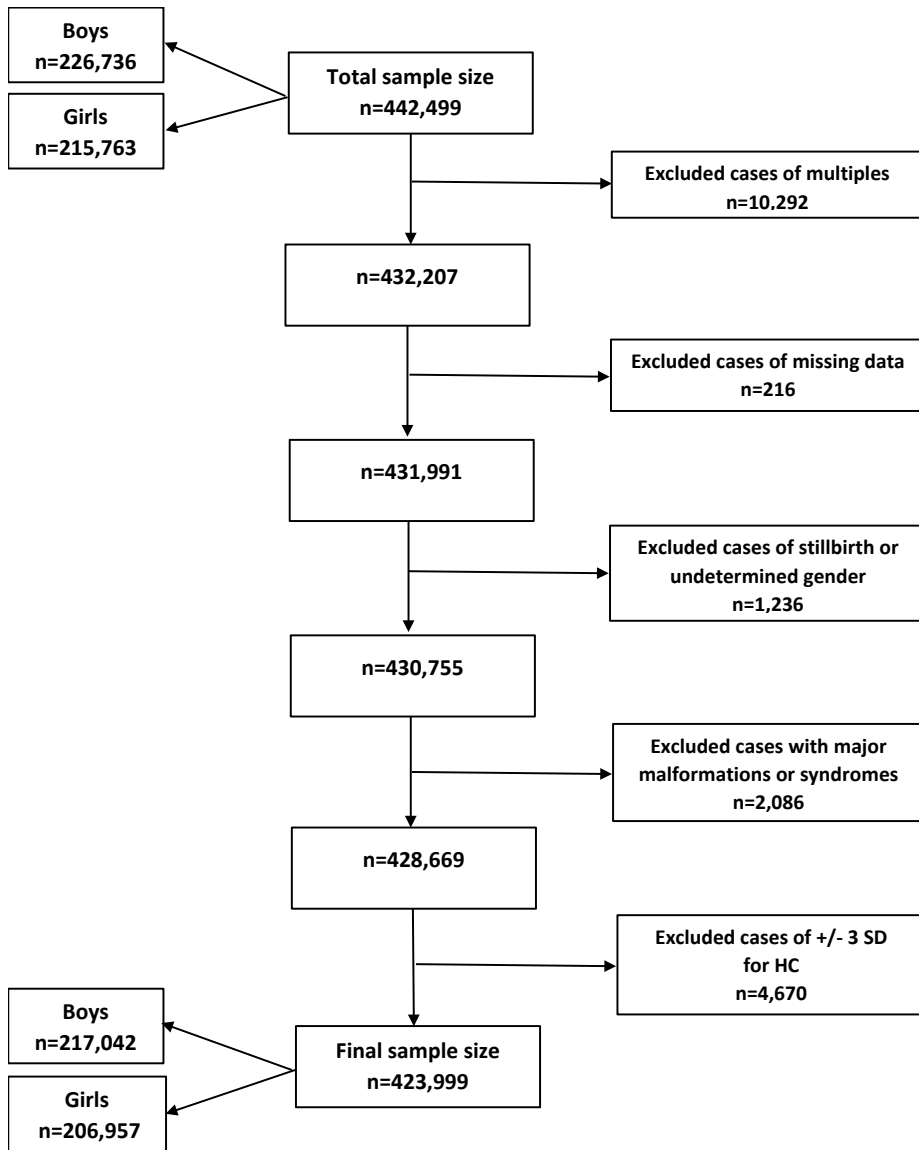 Boys
n=226,736
Total sample size
n=442,499
Girls
n=215,763
Excluded cases of multiples
n=10,292
n=432,207
Excluded cases of missing data
n=216
n=431,991
Excluded cases of stillbirth or
undetermined gender
n=1,236
n=430,755
Excluded cases with major
malformations or syndromes
n=2,086
n=428,669
Excluded cases of +/- 3 SD
for HC
n=4,670
Boys
n=217,042
Final sample size
n=423,999
Girls
n=206,957